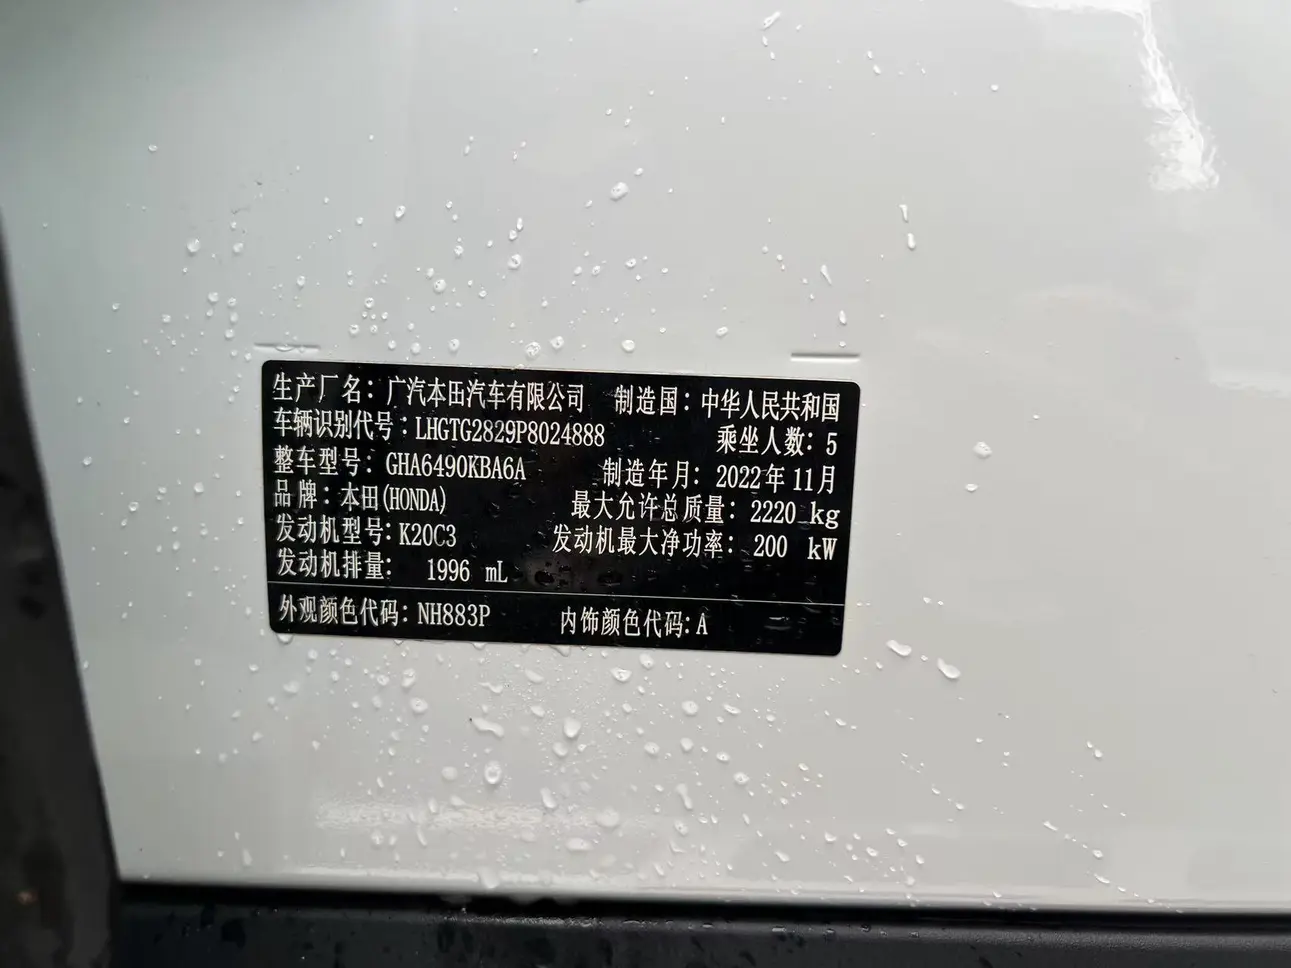 生产厂名：广汽本田汽车有限公司 制造国：中华人民共和国
车辆识别代号：LHGTG2829P8024888 乘坐人数：5
整车型号：GHA6490KBA6A 制造年月：2022年11月
品牌：本田(HONDA) 最大允许总质量：2220 kg
发动机型号：K20C3 发动机最大净功率：200 kW
发动机排量： 1996 mL
外观颜色代码：NH883P 内饰颜色代码：A